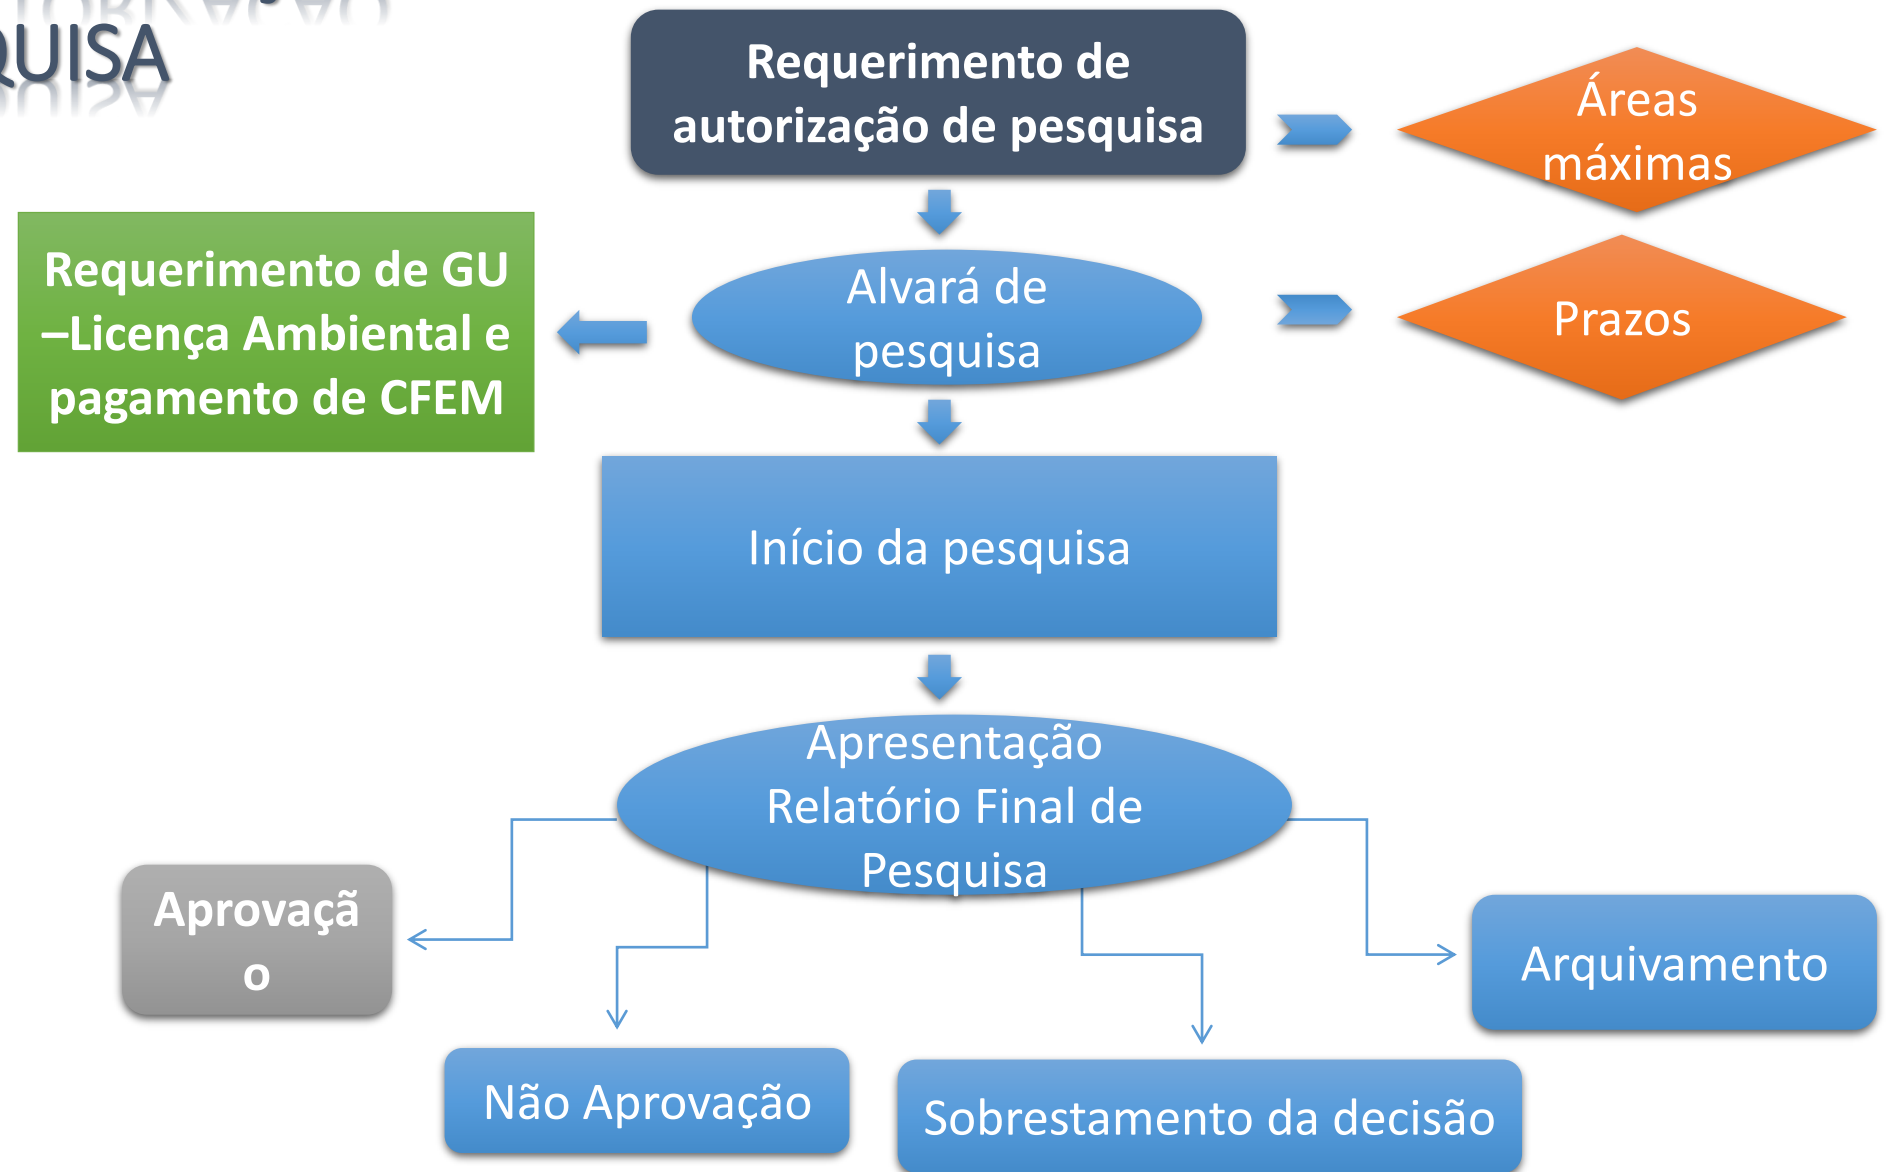 QUISA
Requerimento de
autorização de pesquisa
Áreas
máximas
Requerimento de GU
–Licença Ambiental e
pagamento de CFEM
Alvará de
pesquisa
Prazos
Início da pesquisa
Apresentação
Relatório Final de
Pesquisa
Aprovaçã
o
Arquivamento
Não Aprovação
Sobrestamento da decisão